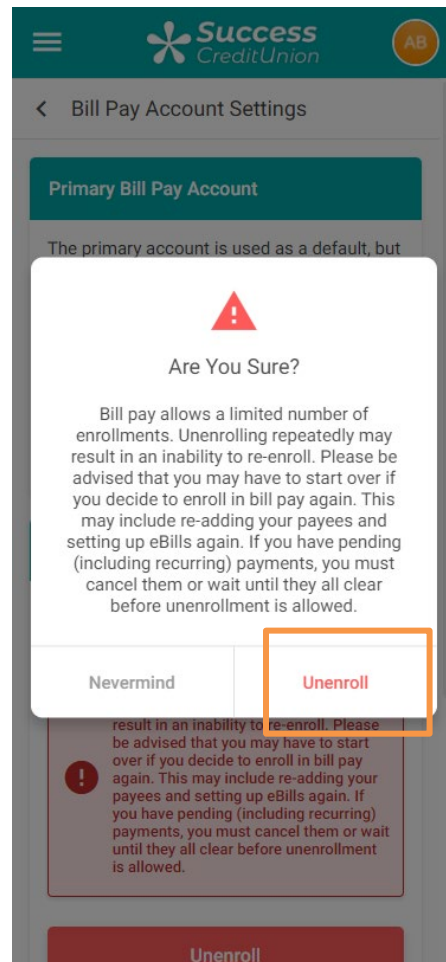 Success
CreditUnion
AB
Bill Pay Account Settings
Primary Bill Pay Account
The primary account is used as a default, but
Are You Sure?
Bill pay allows a limited number of
enrollments. Unenrolling repeatedly may
result in an inability to re-enroll. Please be
advised that you may have to start over if
you decide to enroll in bill pay again. This
may include re-adding your payees and
setting up eBills again. If you have pending
(including recurring) payments, you must
cancel them or wait until they all clear
before unenrollment is allowed.
Nevermind Unenroll
result in an inability to re-enroll. Please
be advised that you may have to start
over if you decide to enroll in bill pay
again. This may include re-adding your
payees and setting up eBills again. If
you have pending (including recurring)
payments, you must cancel them or wait
until they all clear before unenrollment
is allowed.
Unenroll